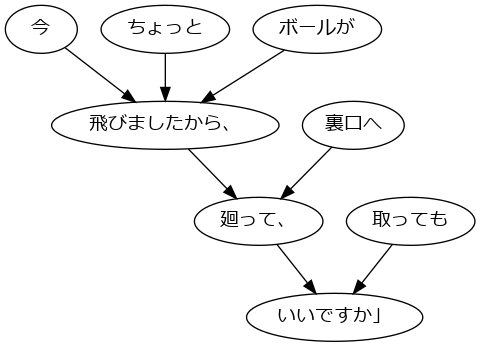 今 ちょっと ボールが
飛びましたから、 裏口へ
廻って、 取っても
いいですか」